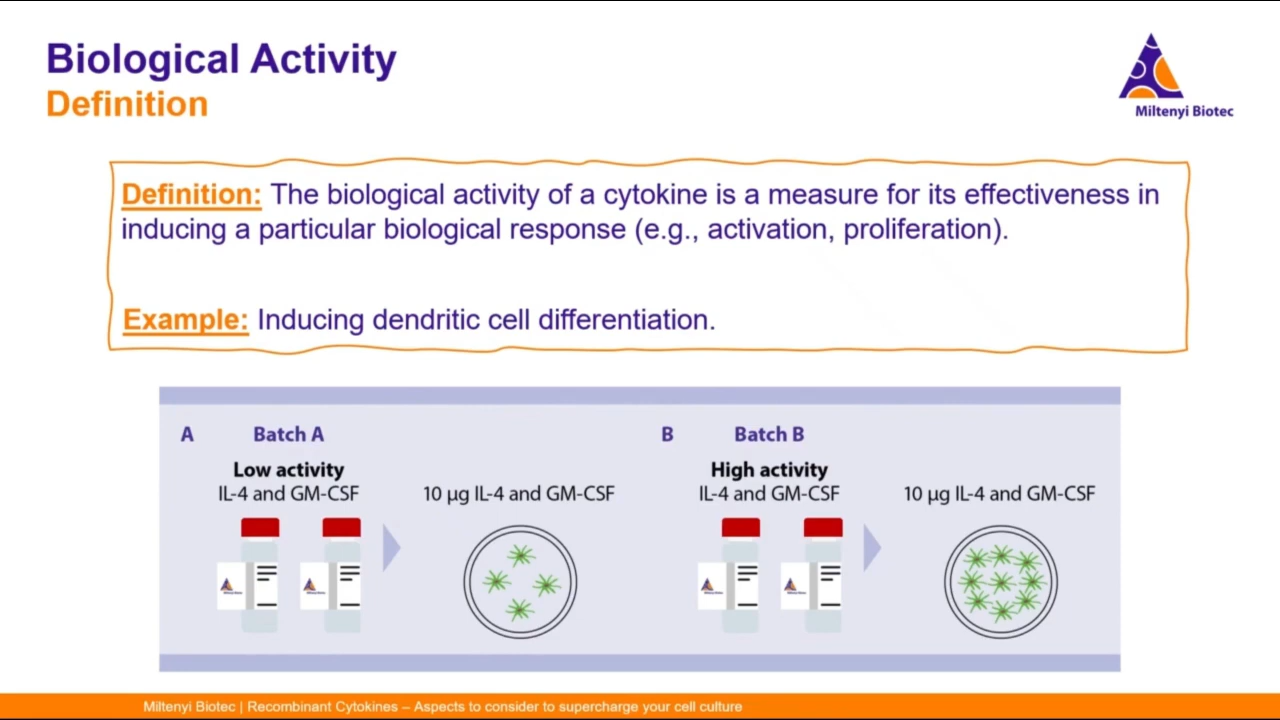 Biological Activity
Definition
Miltenyi Biotec
Definition: The biological activity of a cytokine is a measure for its effectiveness in
inducing a particular biological response (e.g., activation, proliferation).
Example: Inducing dendritic cell differentiation.
A Batch A
Low activity
IL-4 and GM-CSF
10 µg IL-4 and GM-CSF
B Batch B
High activity
IL-4 and GM-CSF
10 µg IL-4 and GM-CSF
Miltenyi Biotec | Recombinant Cytokines – Aspects to consider to supercharge your cell culture